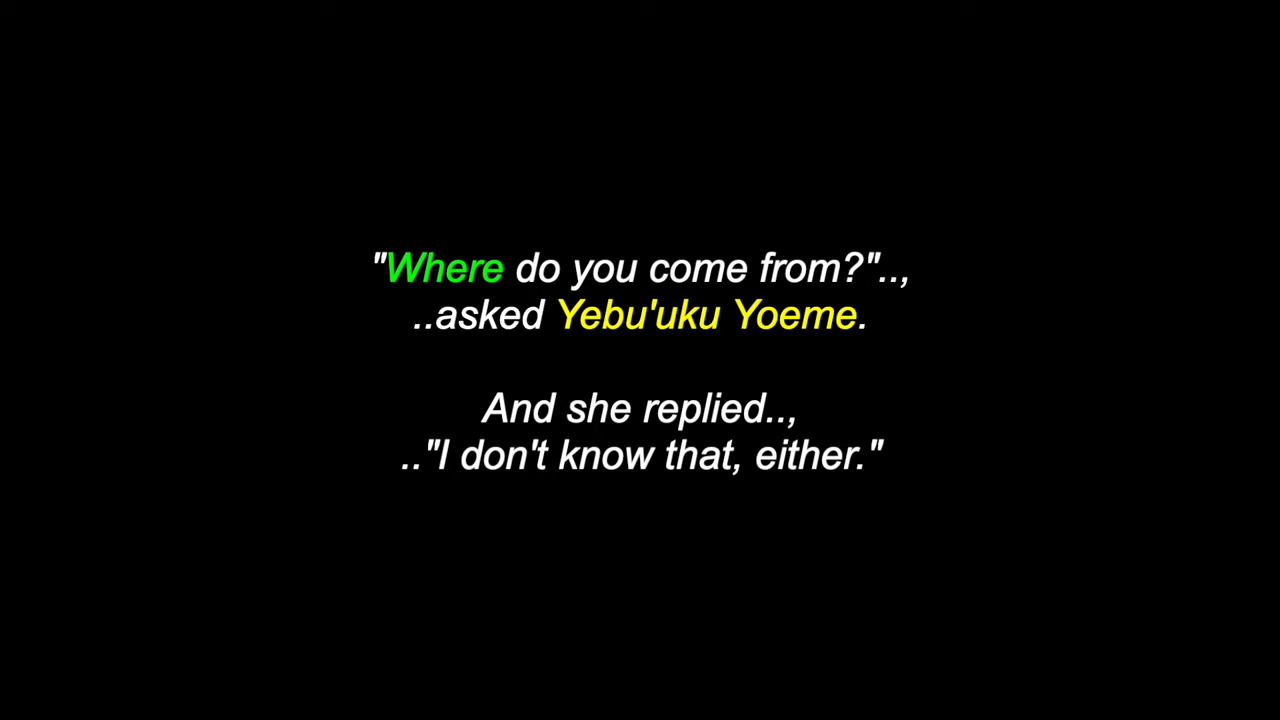 "Where do you come from?"..,
..asked Yebu'uku Yoeme.
And she replied..,
.."I don't know that, either."